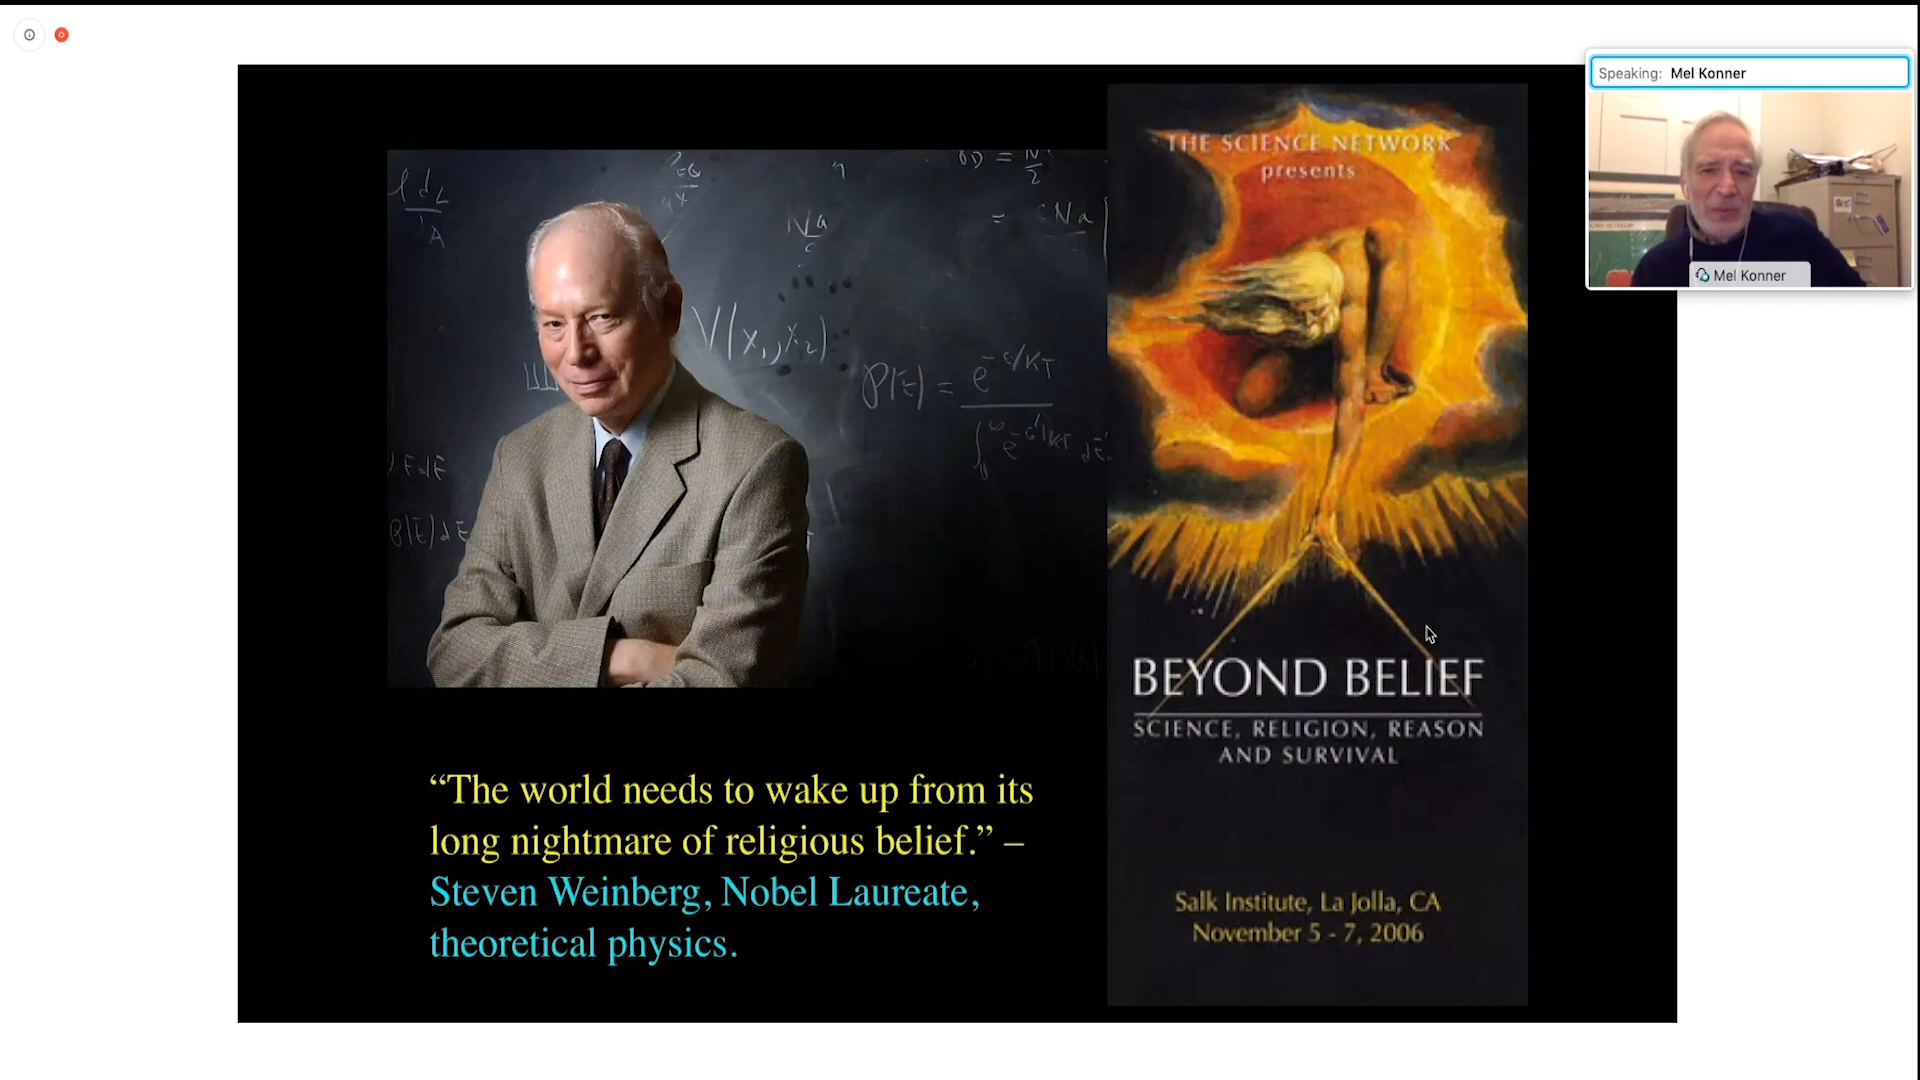 Speaking: Mel Konner
Mel Konner
THE SCIENCE NETWORK
presents
V(x₁, x₂)
BEYOND BELIEF
SCIENCE, RELIGION, REASON
AND SURVIVAL
Salk Institute, La Jolla, CA
November 5 - 7, 2006
“The world needs to wake up from its
long nightmare of religious belief.” –
Steven Weinberg, Nobel Laureate,
theoretical physics.